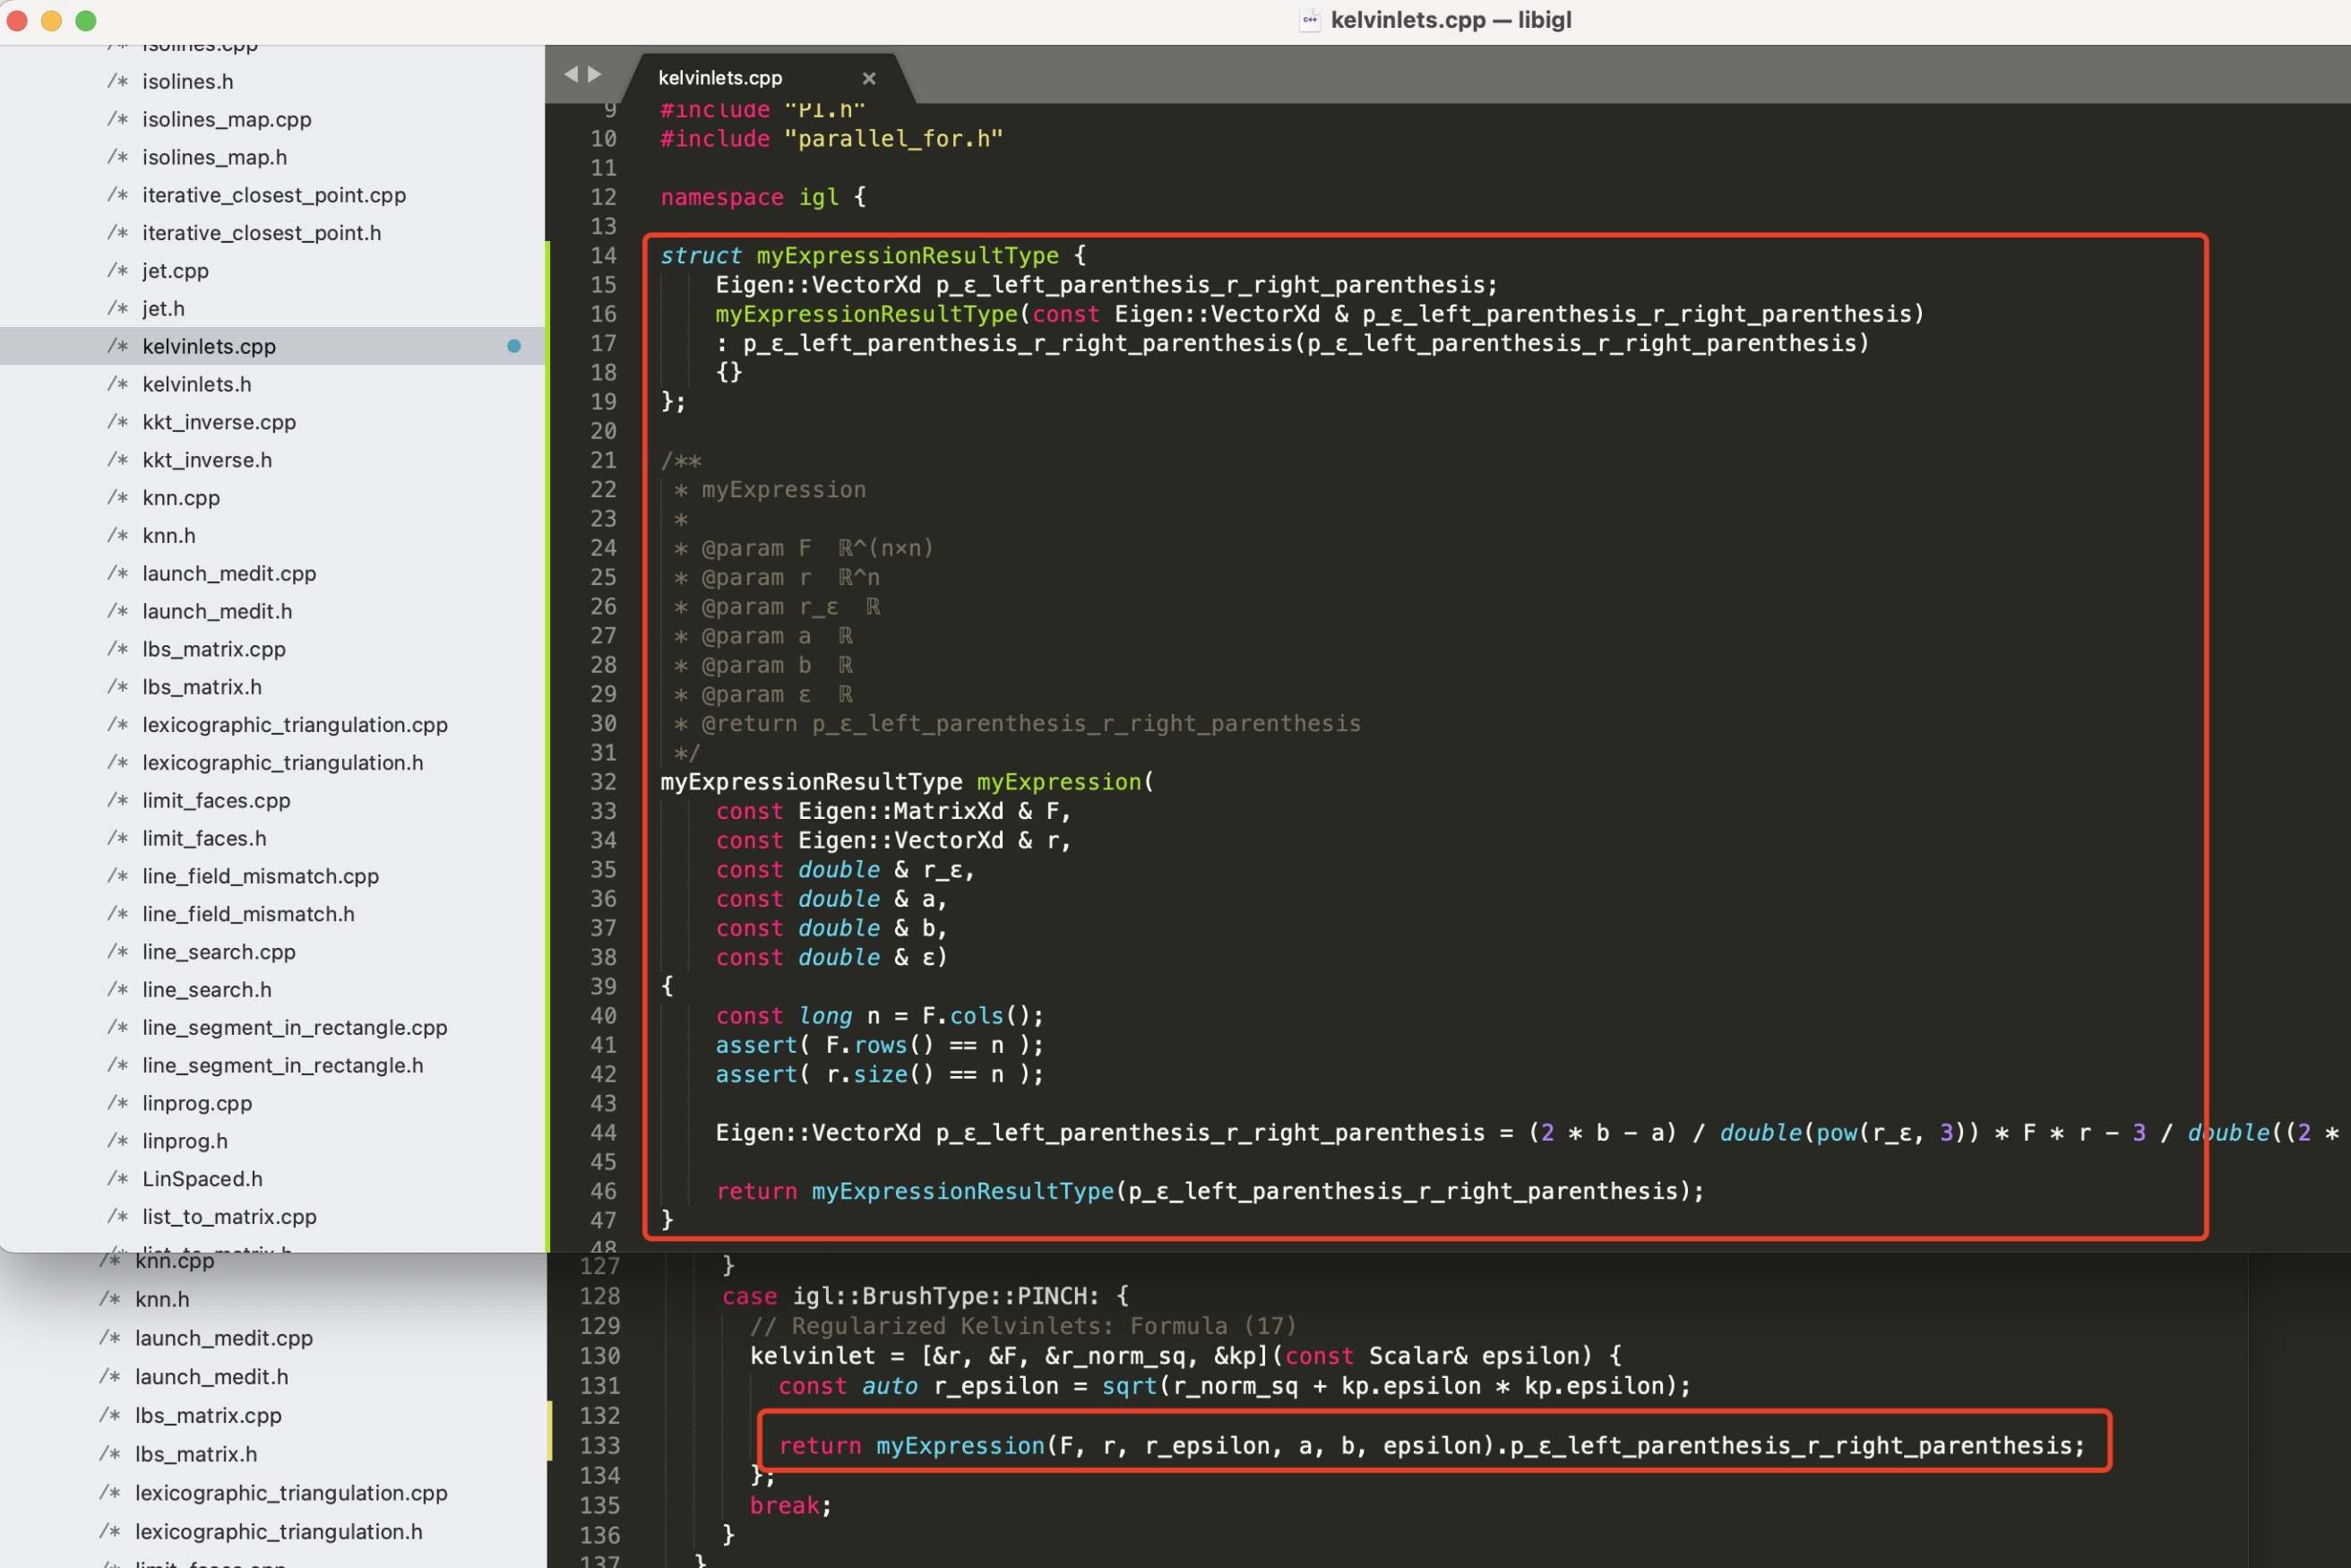 kelvinlets.cpp — libigl
/* isolines.cpp
/* isolines.h
/* isolines_map.cpp
/* isolines_map.h
/* iterative_closest_point.cpp
/* iterative_closest_point.h
/* jet.cpp
/* jet.h
/* kelvinlets.cpp
/* kelvinlets.h
/* kkt_inverse.cpp
/* kkt_inverse.h
/* knn.cpp
/* knn.h
/* launch_medit.cpp
/* launch_medit.h
/* lbs_matrix.cpp
/* lbs_matrix.h
/* lexicographic_triangulation.cpp
/* lexicographic_triangulation.h
/* limit_faces.cpp
/* limit_faces.h
/* line_field_mismatch.cpp
/* line_field_mismatch.h
/* line_search.cpp
/* line_search.h
/* line_segment_in_rectangle.cpp
/* line_segment_in_rectangle.h
/* linprog.cpp
/* linprog.h
/* LinSpaced.h
/* list_to_matrix.cpp
/* list_to_matrix.h
kelvinlets.cpp ×
9 #include "PI.h"
10 #include "parallel_for.h"
11
12 namespace igl {
13
14 struct myExpressionResultType {
15 Eigen::VectorXd p_ε_left_parenthesis_r_right_parenthesis;
16 myExpressionResultType(const Eigen::VectorXd & p_ε_left_parenthesis_r_right_parenthesis)
17 : p_ε_left_parenthesis_r_right_parenthesis(p_ε_left_parenthesis_r_right_parenthesis)
18 {}
19 };
20
21 /**
22 * myExpression
23 *
24 * @param F ℝ^(n×n)
25 * @param r ℝ^n
26 * @param r_ε ℝ
27 * @param a ℝ
28 * @param b ℝ
29 * @param ε ℝ
30 * @return p_ε_left_parenthesis_r_right_parenthesis
31 */
32 myExpressionResultType myExpression(
33 const Eigen::MatrixXd & F,
34 const Eigen::VectorXd & r,
35 const double & r_ε,
36 const double & a,
37 const double & b,
38 const double & ε)
39 {
40 const long n = F.cols();
41 assert( F.rows() == n );
42 assert( r.size() == n );
43
44 Eigen::VectorXd p_ε_left_parenthesis_r_right_parenthesis = (2 * b - a) / double(pow(r_ε, 3)) * F * r - 3 / double((2 *
45
46 return myExpressionResultType(p_ε_left_parenthesis_r_right_parenthesis);
47 }
48
/* knn.cpp
/* knn.h
/* launch_medit.cpp
/* launch_medit.h
/* lbs_matrix.cpp
/* lbs_matrix.h
/* lexicographic_triangulation.cpp
/* lexicographic_triangulation.h
/* limit_faces.cpp
127 }
128 case igl::BrushType::PINCH: {
129 // Regularized Kelvinlets: Formula (17)
130 kelvinlet = [&r, &F, &r_norm_sq, &kp](const Scalar& epsilon) {
131 const auto r_epsilon = sqrt(r_norm_sq + kp.epsilon * kp.epsilon);
132
133 return myExpression(F, r, r_epsilon, a, b, epsilon).p_ε_left_parenthesis_r_right_parenthesis;
134 };
135 break;
136 }
137 }